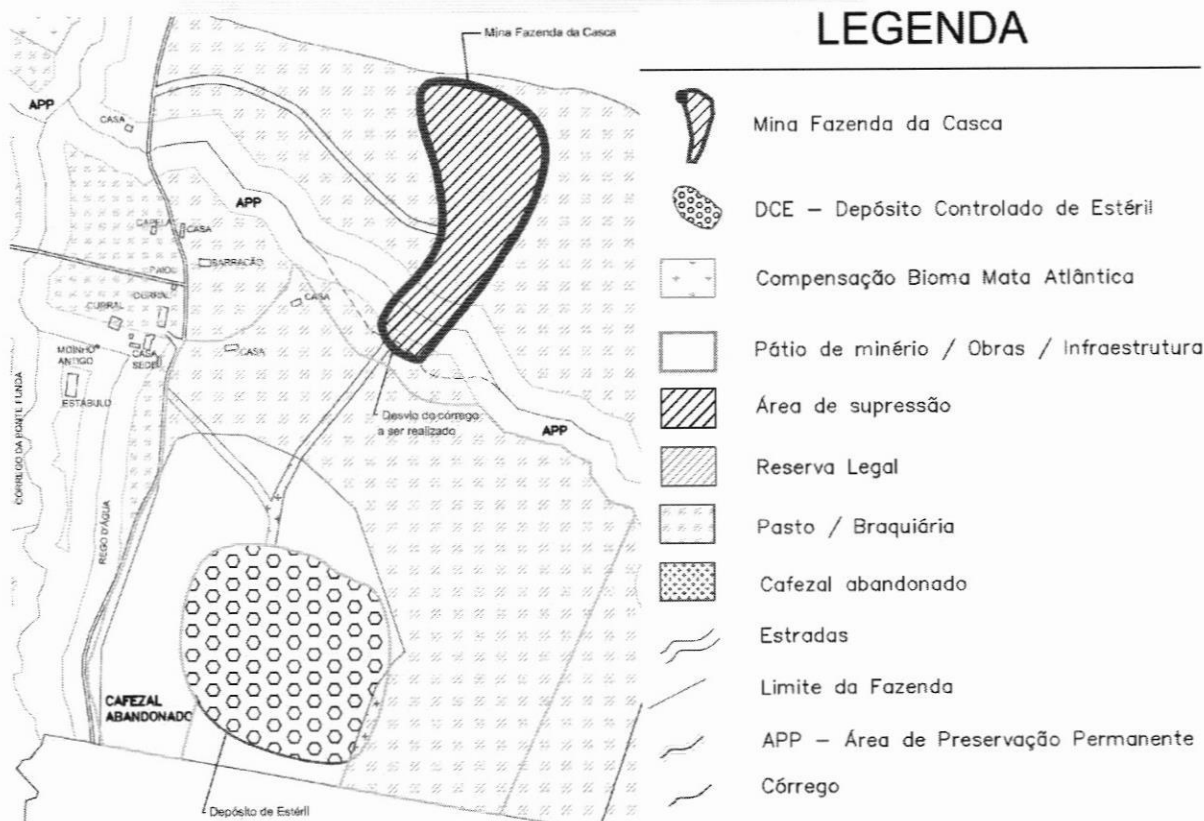 Mina Fazenda da Casca
APP
CASA
APP
CAPELA
CASA
BARRACÃO
PAIOL
CURRAL
CURRAL
CASA
MOINHO
ANTIGO
CASA
SEDE
CASA
ESTÁBULO
CORREGO DA PONTE FUNDA
REGO D'ÁGUA
Desvio do córrego
a ser realizado
APP
CAFEZAL
ABANDONADO
Depósito de Estéril
LEGENDA
Mina Fazenda da Casca
DCE – Depósito Controlado de Estéril
Compensação Bioma Mata Atlântica
Pátio de minério / Obras / Infraestrutura
Área de supressão
Reserva Legal
Pasto / Braquiária
Cafezal abandonado
Estradas
Limite da Fazenda
APP – Área de Preservação Permanente
Córrego